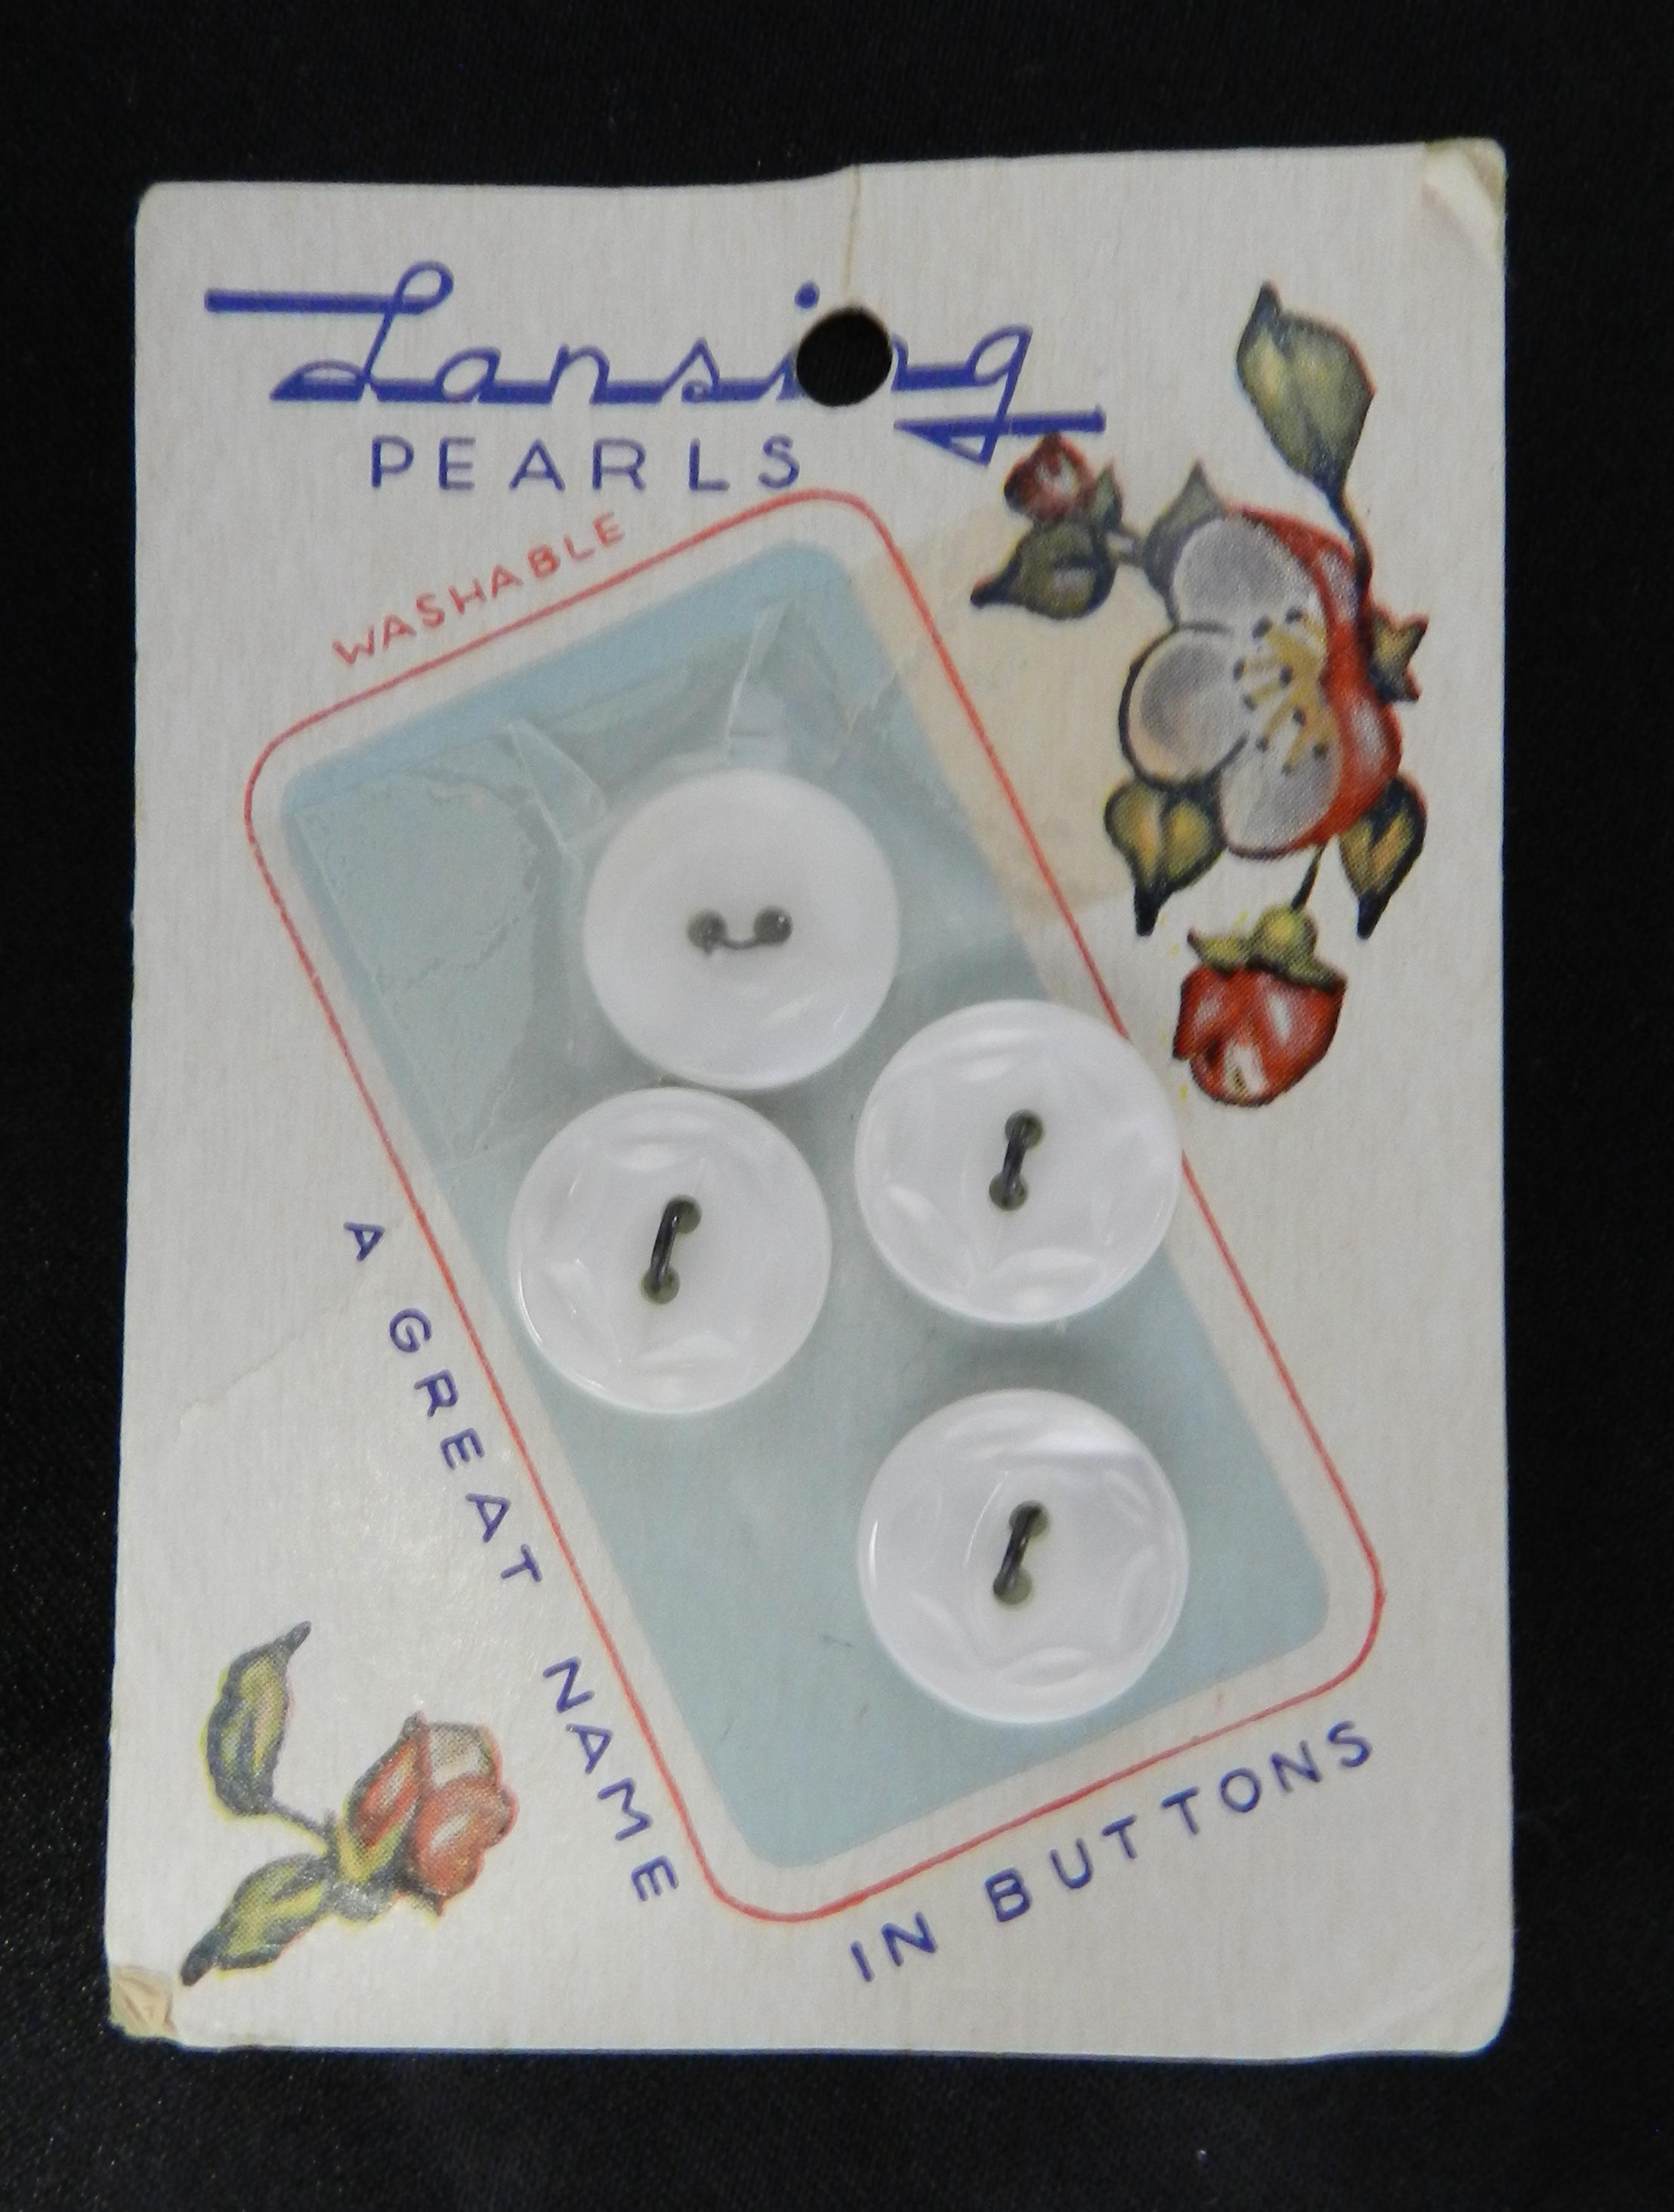 Lansing
PEARLS
WASHABLE
A GREAT NAME
IN BUTTONS